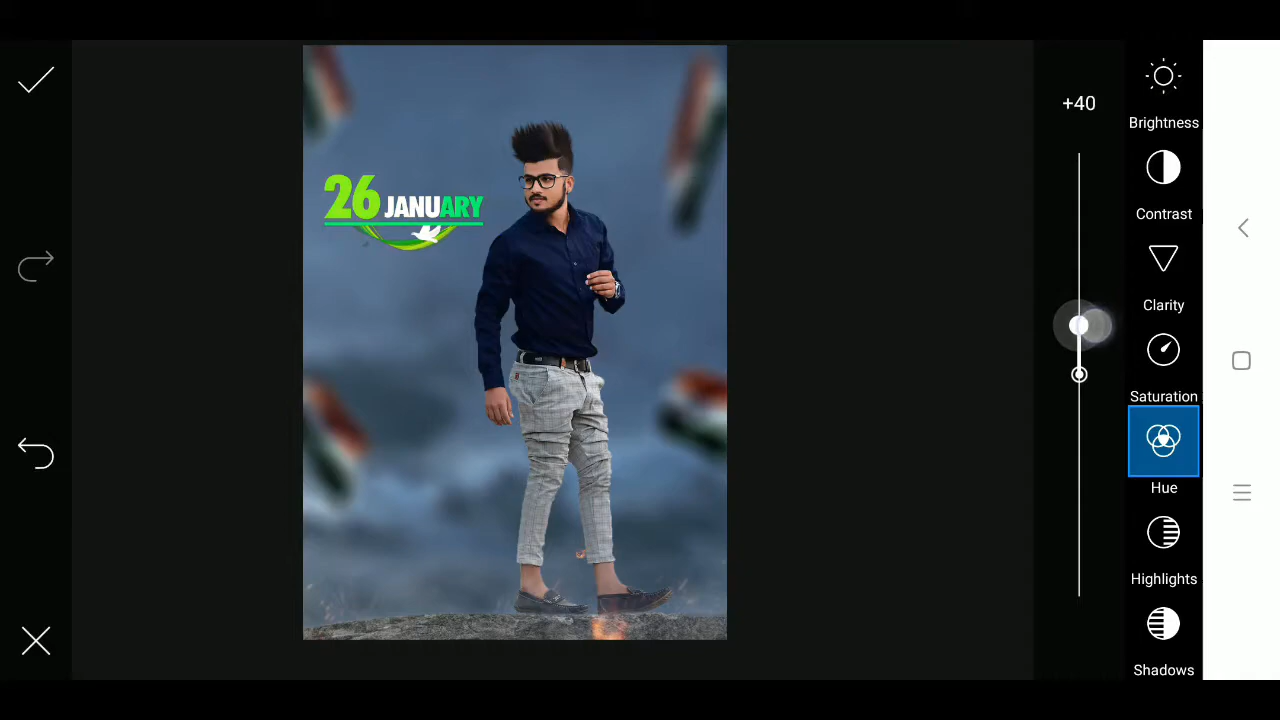 26 JANUARY
+40
Brightness
Contrast
Clarity
Saturation
Hue
Highlights
Shadows